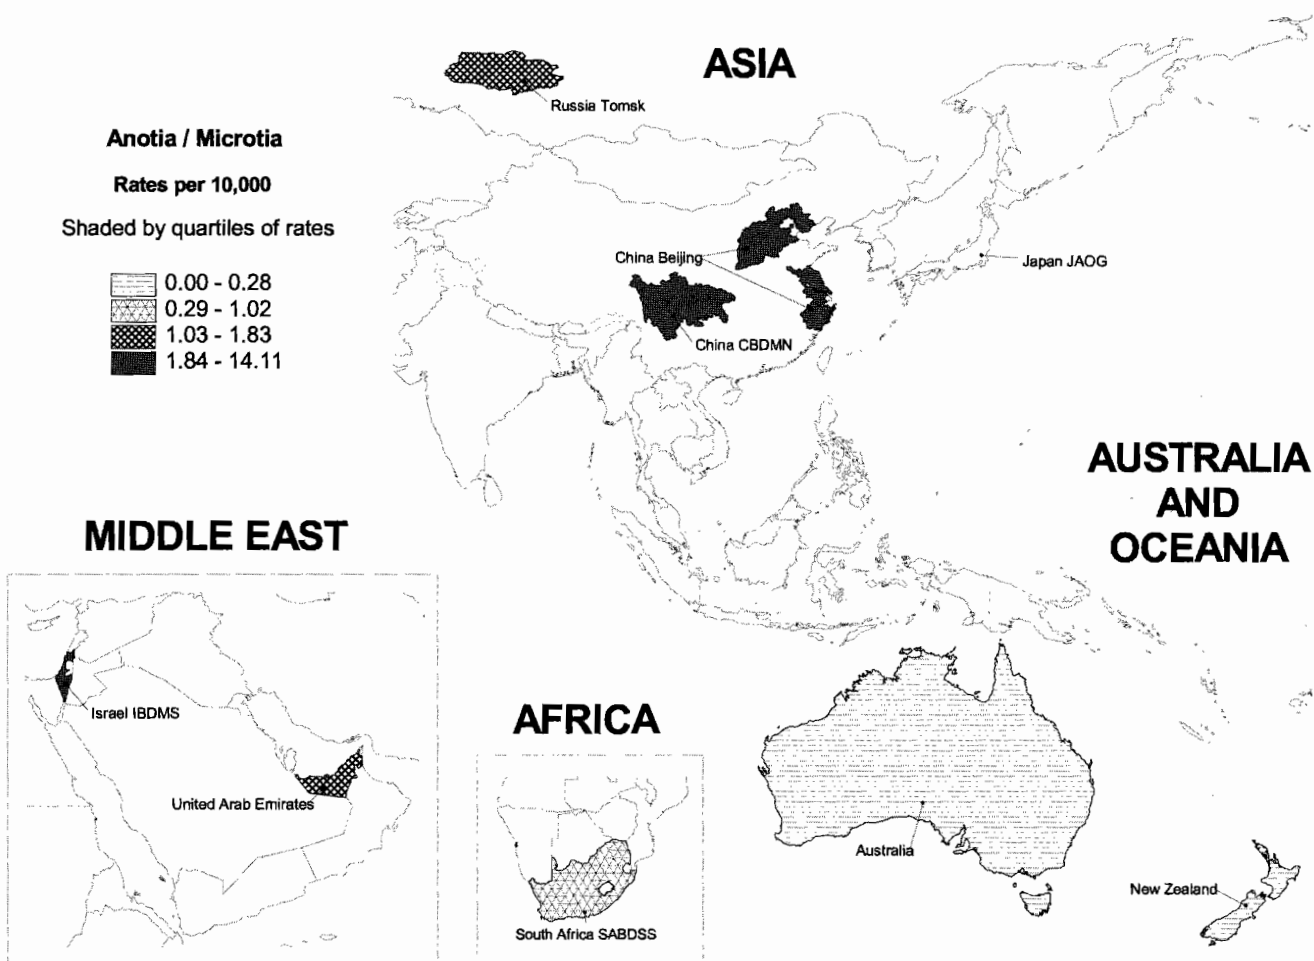 ASIA
Russia Tomsk
Anotia / Microtia
Rates per 10,000
Shaded by quartiles of rates
0.00 - 0.28
0.29 - 1.02
1.03 - 1.83
1.84 - 14.11
China Beijing
Japan JAOG
China CBDMN
AUSTRALIA
AND
OCEANIA
MIDDLE EAST
Israel IBDMS
United Arab Emirates
AFRICA
South Africa SABDSS
Australia
New Zealand